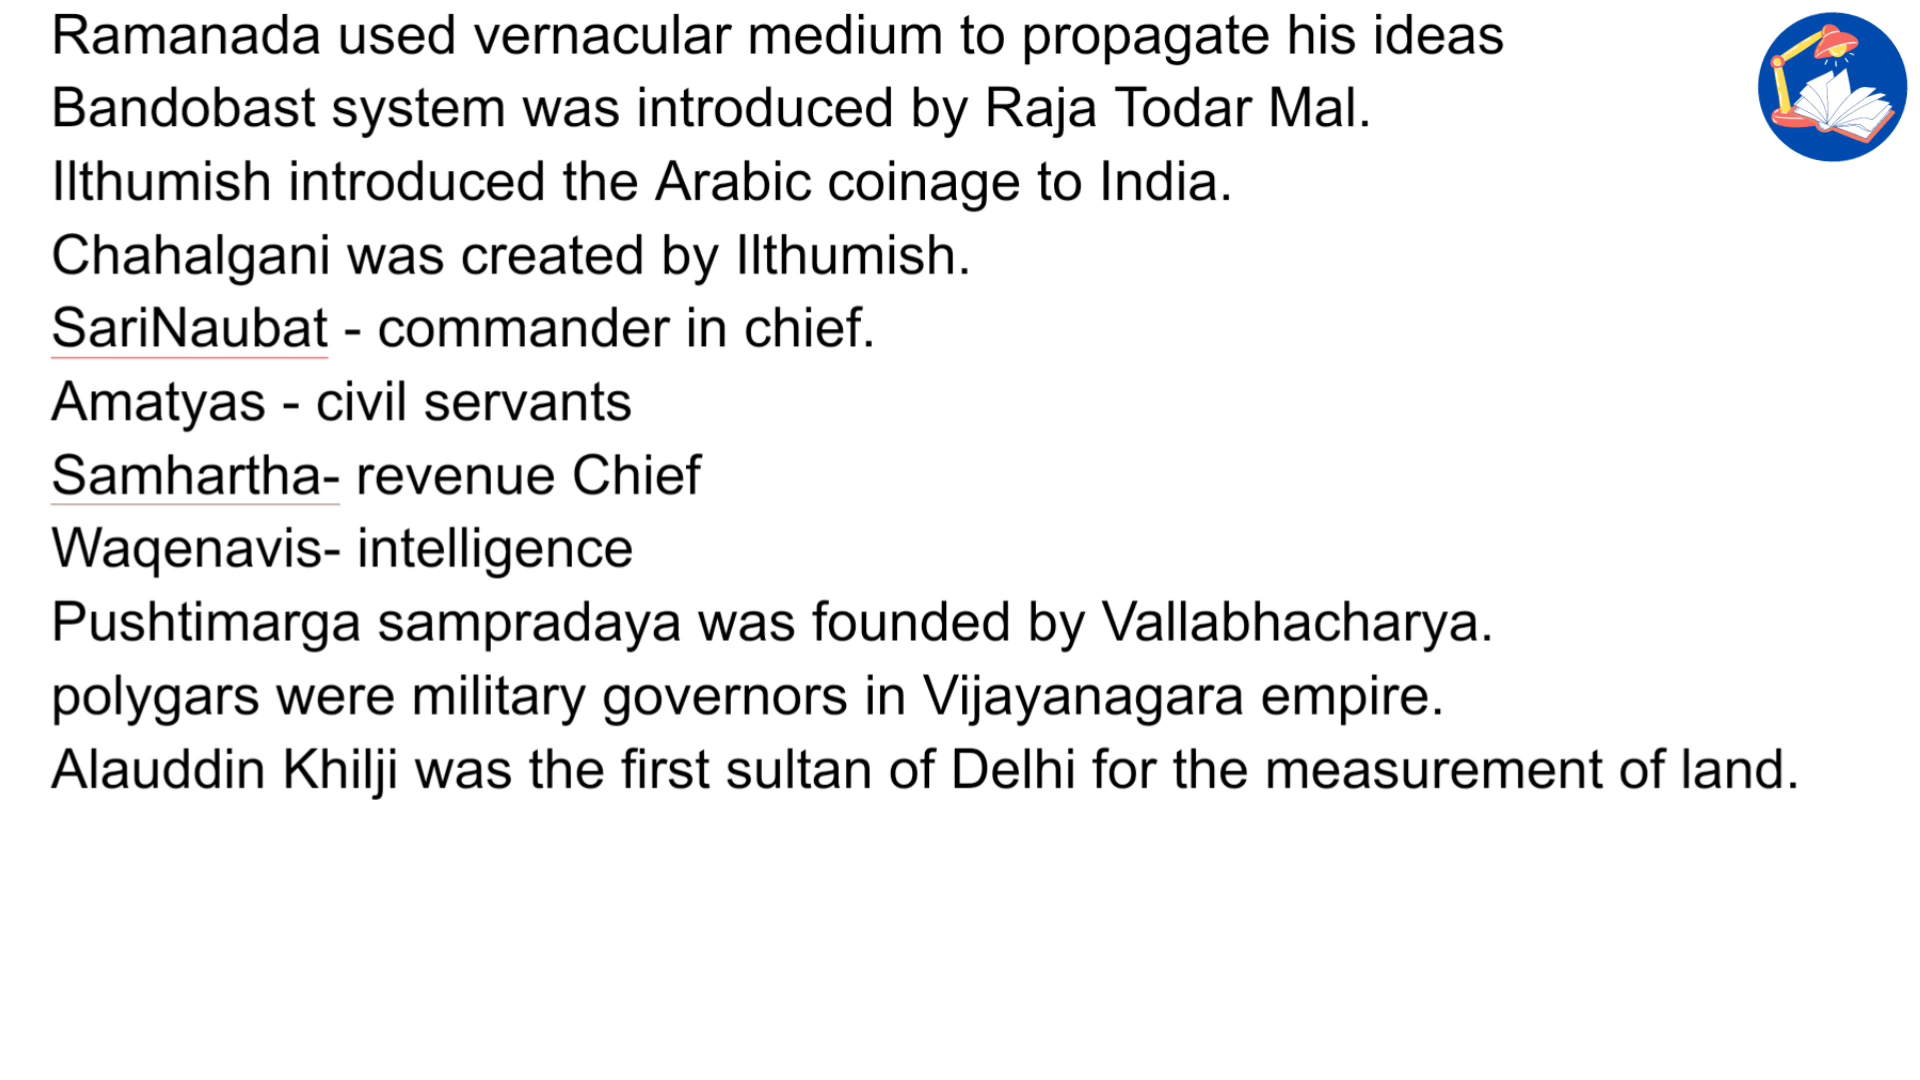 Ramanada used vernacular medium to propagate his ideas
Bandobast system was introduced by Raja Todar Mal.
Ilthumish introduced the Arabic coinage to India.
Chahalgani was created by Ilthumish.
SariNaubat - commander in chief.
Amatyas - civil servants
Samhartha- revenue Chief
Waqenavis- intelligence
Pushtimarga sampradaya was founded by Vallabhacharya.
polygars were military governors in Vijayanagara empire.
Alauddin Khilji was the first sultan of Delhi for the measurement of land.